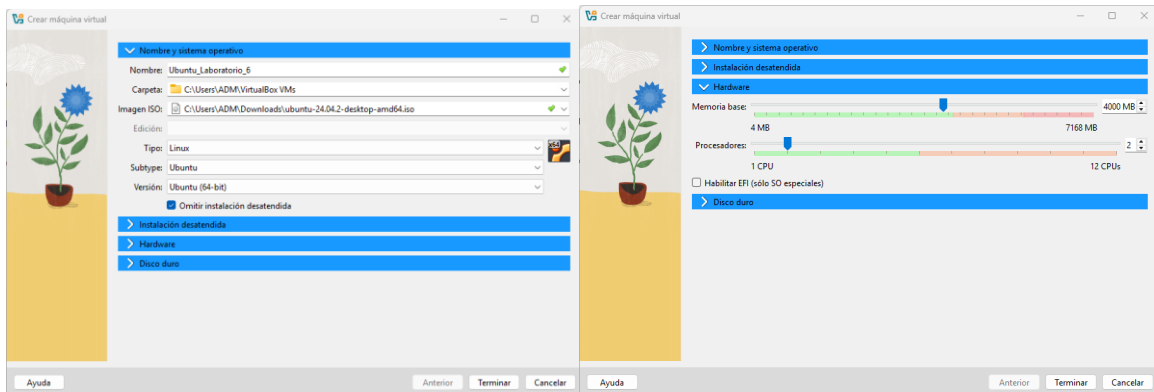 Crear máquina virtual
Nombre y sistema operativo
Nombre: Ubuntu_Laboratorio_6
Carpeta: C:\Users\ADM\VirtualBox VMs
Imagen ISO: C:\Users\ADM\Downloads\ubuntu-24.04.2-desktop-amd64.iso
Edición:
Tipo: Linux
x64
Subtype: Ubuntu
Versión: Ubuntu (64-bit)
Omitir instalación desatendida
Instalación desatendida
Hardware
Disco duro
Ayuda Anterior Terminar Cancelar
Crear máquina virtual
Nombre y sistema operativo
Instalación desatendida
Hardware
Memoria base: 4000 MB
4 MB 7168 MB
Procesadores: 2
1 CPU 12 CPUs
Habilitar EFI (sólo SO especiales)
Disco duro
Ayuda Anterior Terminar Cancelar